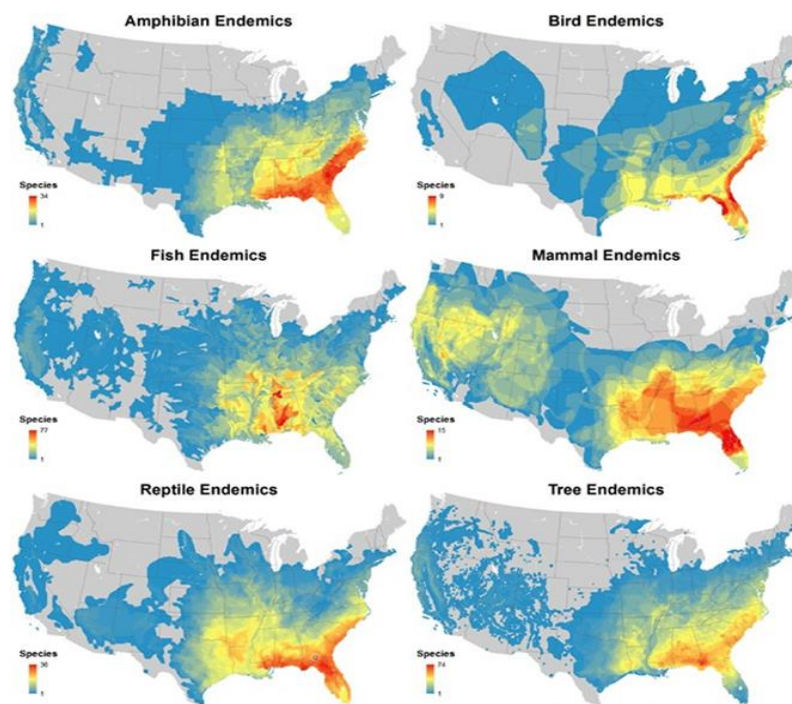 Amphibian Endemics
Species
34
1
Bird Endemics
Species
9
1
Fish Endemics
Species
77
1
Mammal Endemics
Species
15
1
Reptile Endemics
Species
36
1
Tree Endemics
Species
74
1